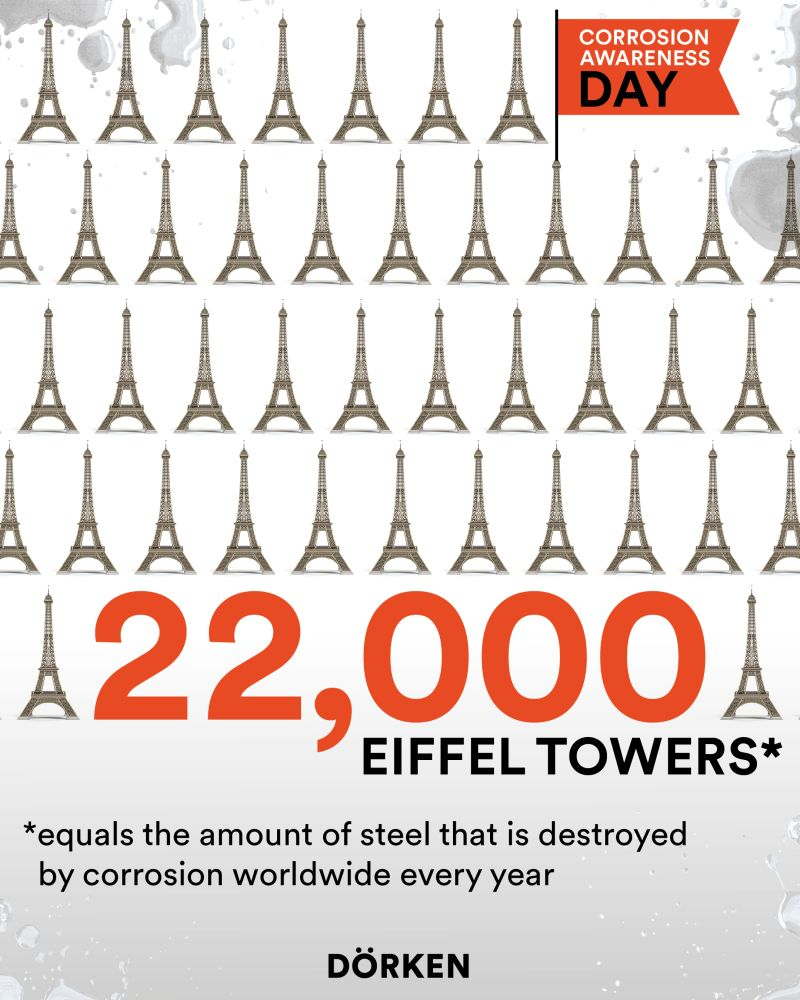 CORROSION
AWARENESS
DAY
22,000
EIFFEL TOWERS*
*equals the amount of steel that is destroyed
by corrosion worldwide every year
DÖRKEN